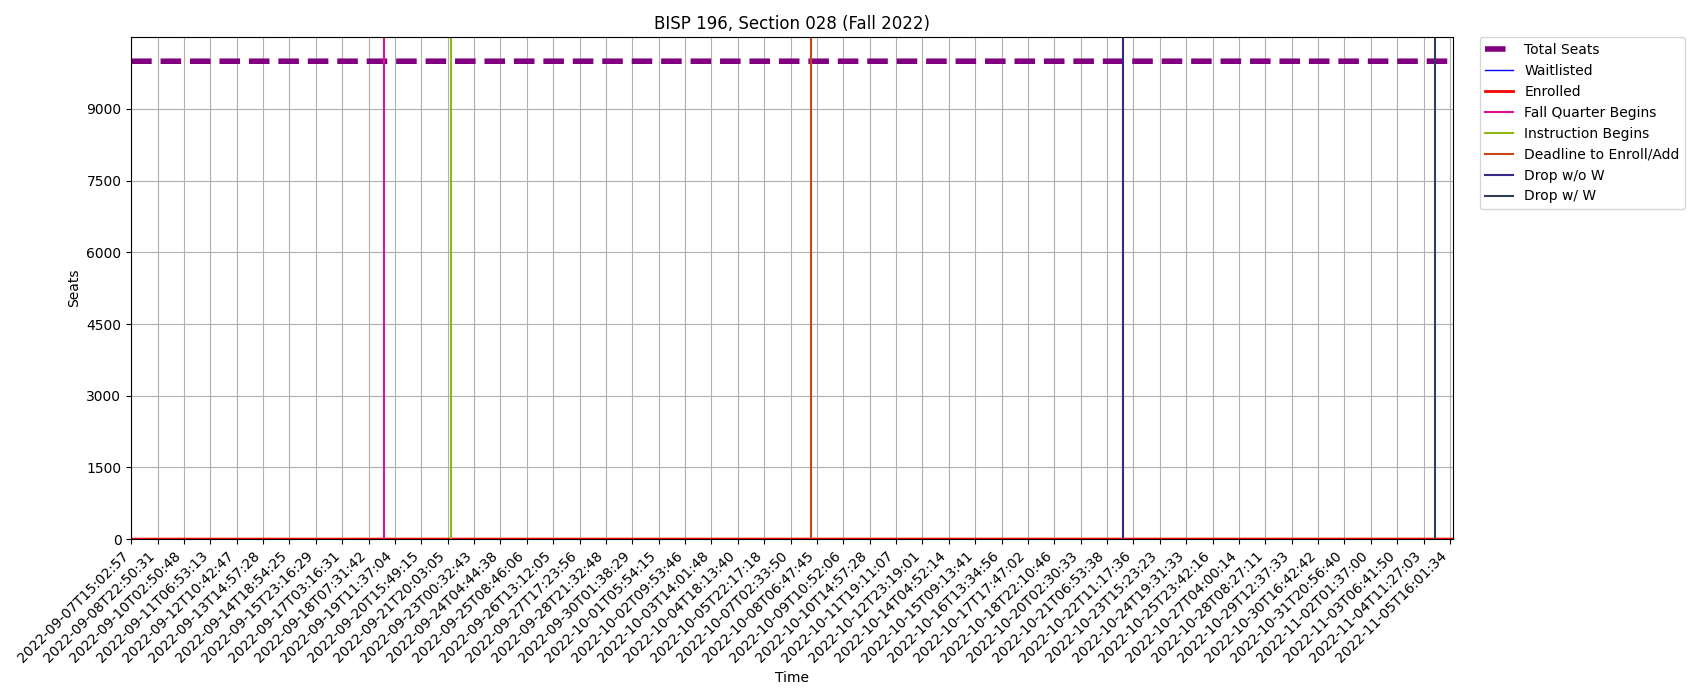 BISP 196, Section 028 (Fall 2022)
Total Seats
Waitlisted
Enrolled
Fall Quarter Begins
Instruction Begins
Deadline to Enroll/Add
Drop w/o W
Drop w/ W
Seats
9000
7500
6000
4500
3000
1500
0
2022-09-07T15:02:57
2022-09-08T22:50:31
2022-09-10T02:50:48
2022-09-11T06:53:13
2022-09-12T10:42:47
2022-09-13T14:57:28
2022-09-14T18:54:25
2022-09-15T23:16:29
2022-09-17T03:16:31
2022-09-18T07:31:42
2022-09-19T11:37:04
2022-09-20T15:49:15
2022-09-21T20:03:05
2022-09-23T00:32:43
2022-09-24T04:44:38
2022-09-25T08:46:06
2022-09-26T13:12:05
2022-09-27T17:23:56
2022-09-28T21:32:48
2022-09-30T01:38:29
2022-10-01T05:54:15
2022-10-02T09:53:46
2022-10-03T14:01:48
2022-10-04T18:13:40
2022-10-05T22:17:18
2022-10-07T02:33:50
2022-10-08T06:47:45
2022-10-09T10:52:06
2022-10-10T14:57:28
2022-10-11T19:11:07
2022-10-12T23:19:01
2022-10-14T04:52:14
2022-10-15T09:13:41
2022-10-16T13:34:56
2022-10-17T17:47:02
2022-10-18T22:10:46
2022-10-20T02:30:33
2022-10-21T06:53:38
2022-10-22T11:17:36
2022-10-23T15:23:23
2022-10-24T19:31:33
2022-10-25T23:42:16
2022-10-27T04:00:14
2022-10-28T08:27:11
2022-10-29T12:37:33
2022-10-30T16:42:42
2022-10-31T20:56:40
2022-11-02T01:37:00
2022-11-03T06:41:50
2022-11-04T11:27:03
2022-11-05T16:01:34
Time